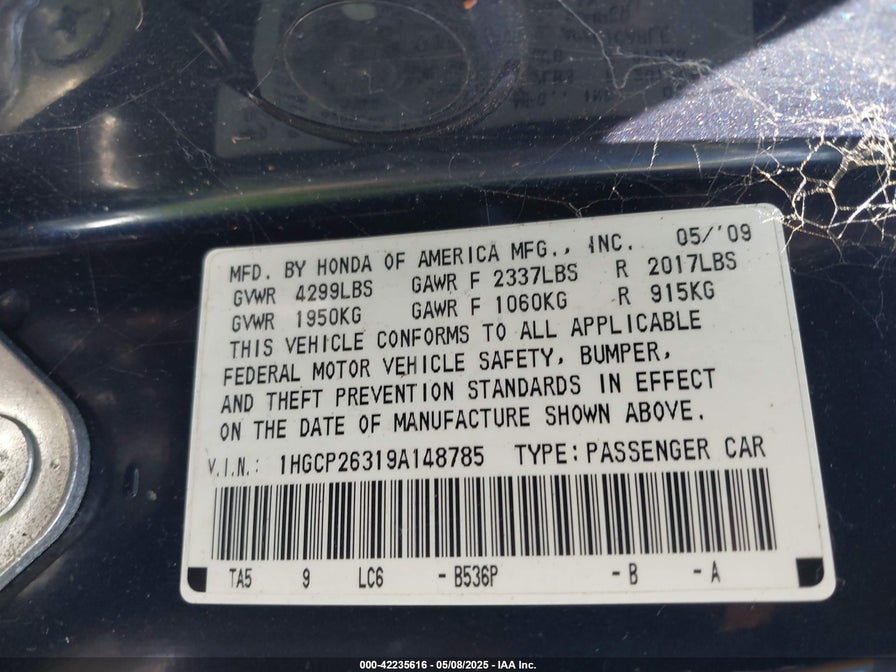 MFD. BY HONDA OF AMERICA MFG., INC. 05/'09
GVWR 4299LBS GAWR F 2337LBS R 2017LBS
GVWR 1950KG GAWR F 1060KG R 915KG
THIS VEHICLE CONFORMS TO ALL APPLICABLE
FEDERAL MOTOR VEHICLE SAFETY, BUMPER,
AND THEFT PREVENTION STANDARDS IN EFFECT
ON THE DATE OF MANUFACTURE SHOWN ABOVE.
V.I.N.: 1HGCP26319A148785 TYPE: PASSENGER CAR
TA5 9 LC6 -B536P -B -A
000-42235616 - 05/08/2025 - IAA Inc.